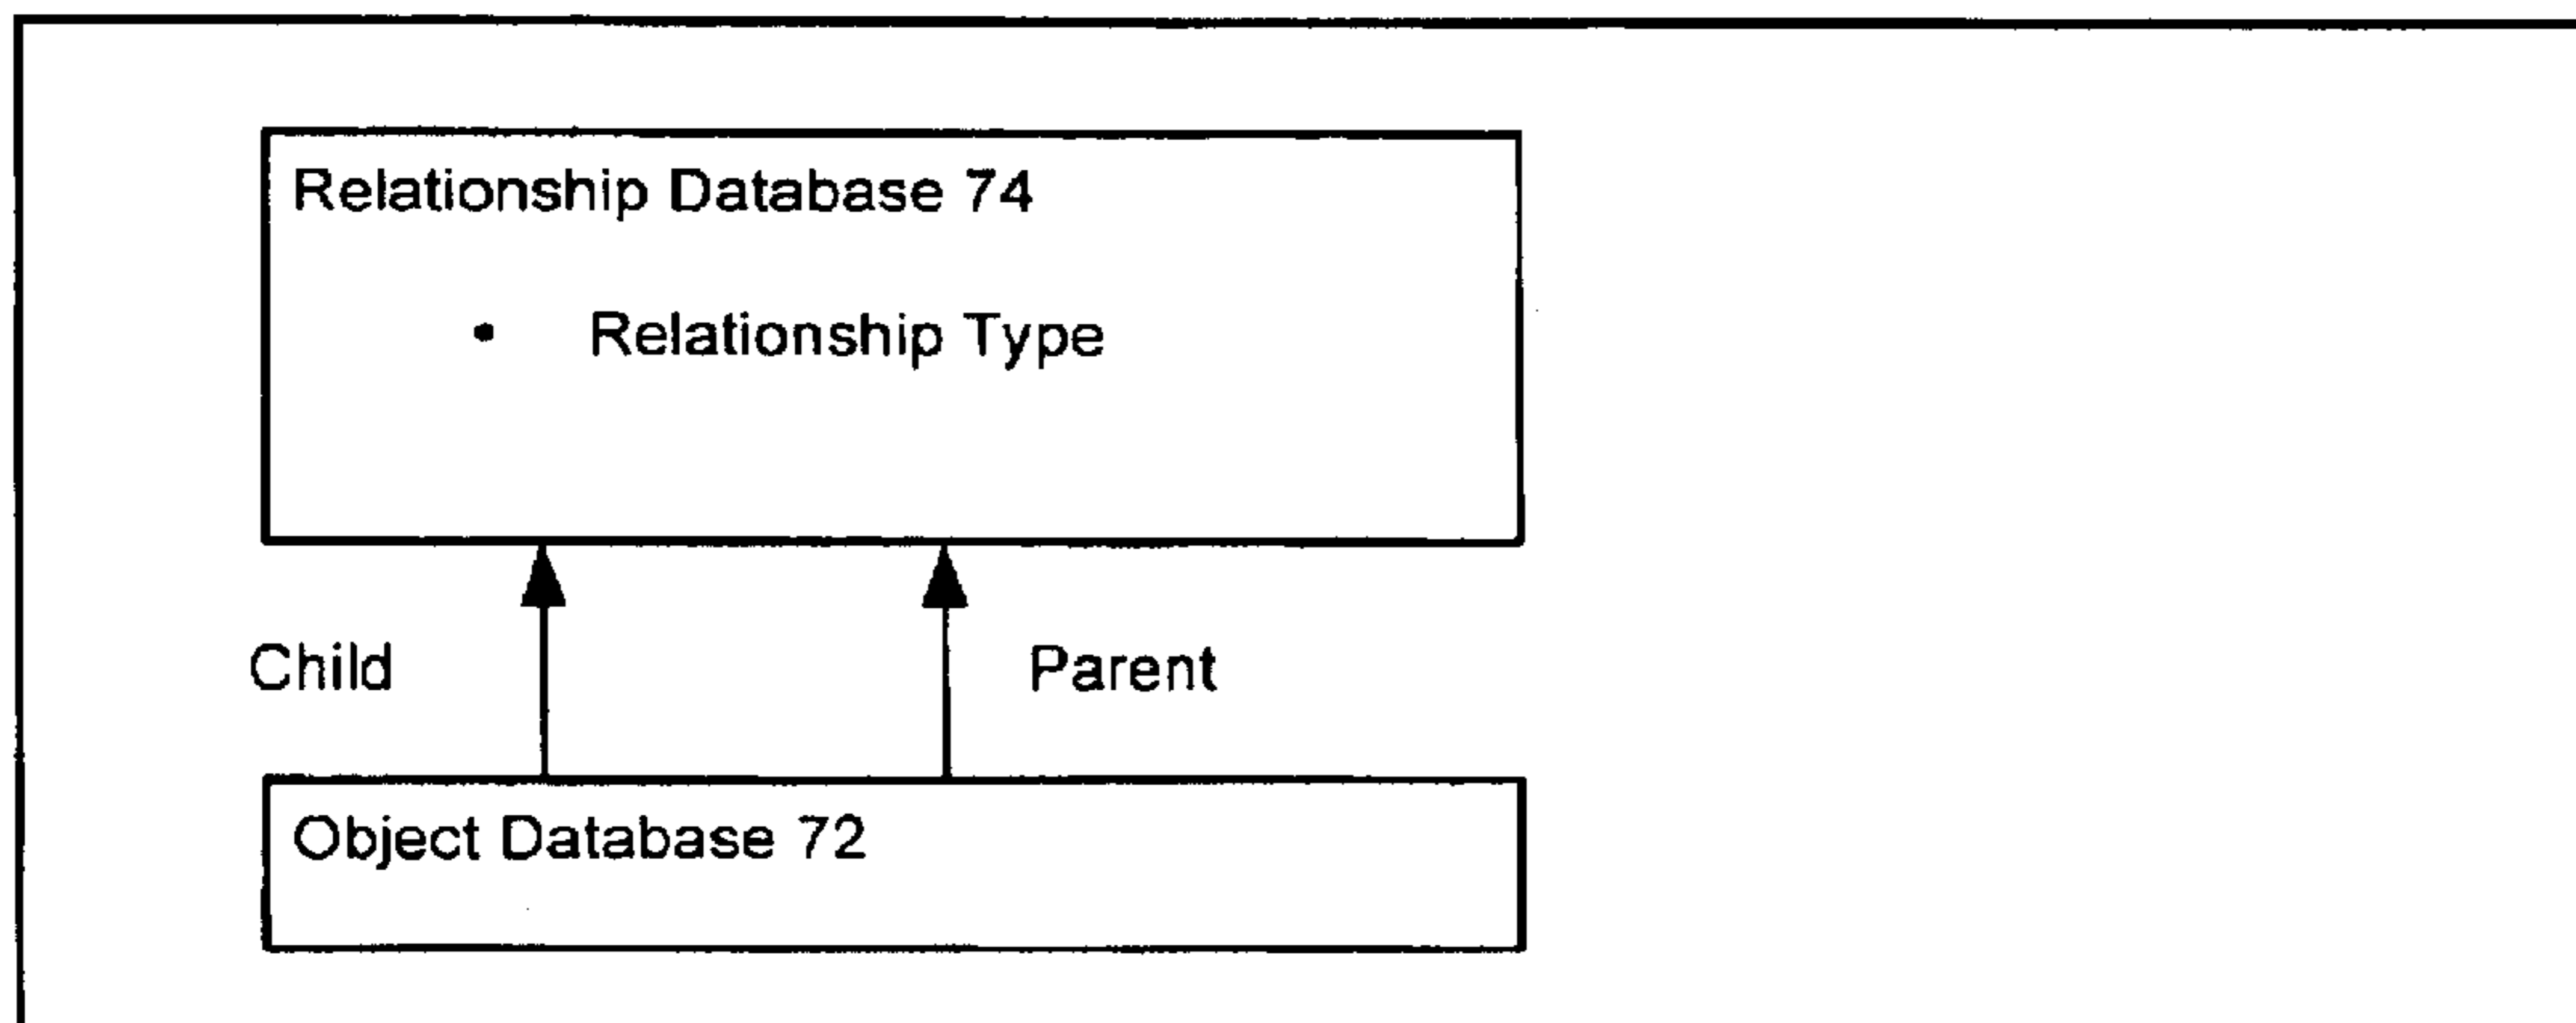 Relationship Database 74
• Relationship Type
Child
Parent
Object Database 72